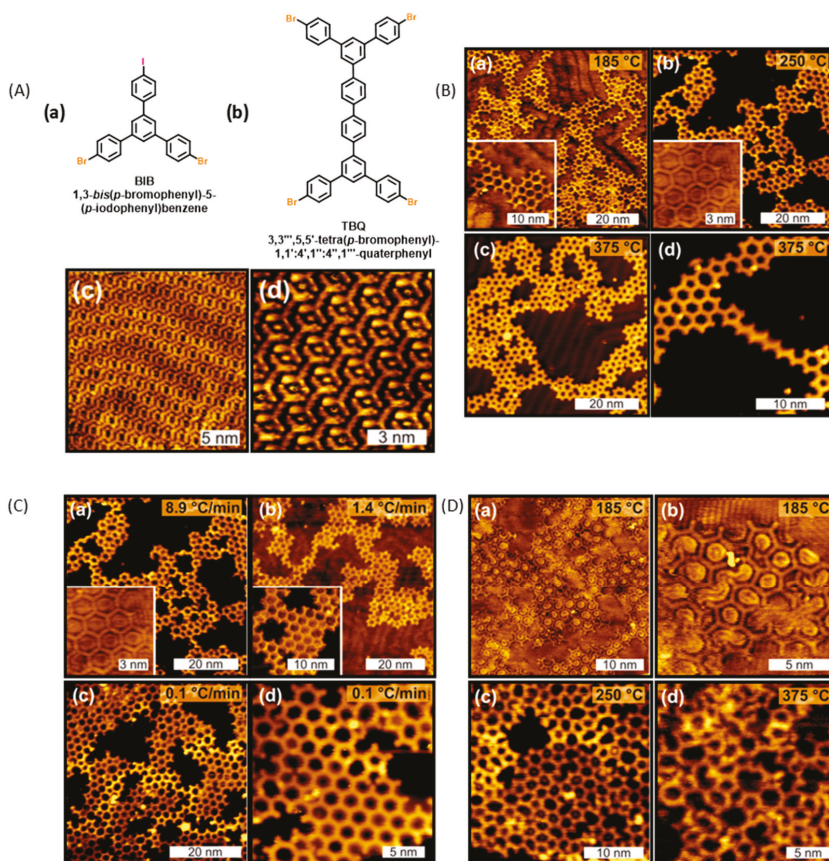 (A)
(a)
I
Br
Br
BIB
1,3-bis(p-bromophenyl)-5-
(p-iodophenyl)benzene
(b)
Br
Br
Br
Br
TBQ
3,3''',5,5'-tetra(p-bromophenyl)-
1,1':4',1'':4'',1'''-quaterphenyl
(c)
5 nm
(d)
3 nm
(B)
(a)
185 °C
10 nm
20 nm
(b)
250 °C
3 nm
20 nm
(c)
375 °C
20 nm
(d)
375 °C
10 nm
(C)
(a)
8.9 °C/min
3 nm
20 nm
(b)
1.4 °C/min
10 nm
20 nm
(c)
0.1 °C/min
20 nm
(d)
0.1 °C/min
5 nm
(D)
(a)
185 °C
10 nm
(b)
185 °C
5 nm
(c)
250 °C
10 nm
(d)
375 °C
5 nm